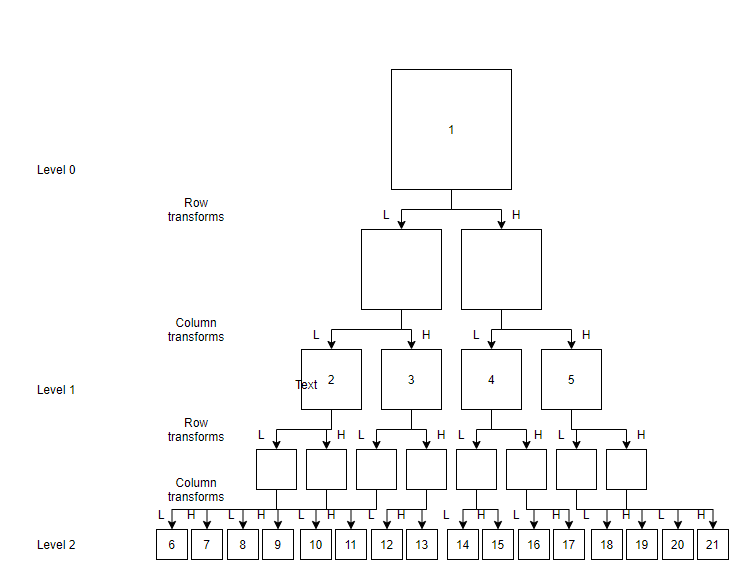 1
Level 0
Row
transforms
L H
Column
transforms
L H L H
Text 2 3 4 5
Level 1
Row
transforms
L H L H L H L H
Column
transforms
L H L H L H L H L H L H L H L H
Level 2 6 7 8 9 10 11 12 13 14 15 16 17 18 19 20 21